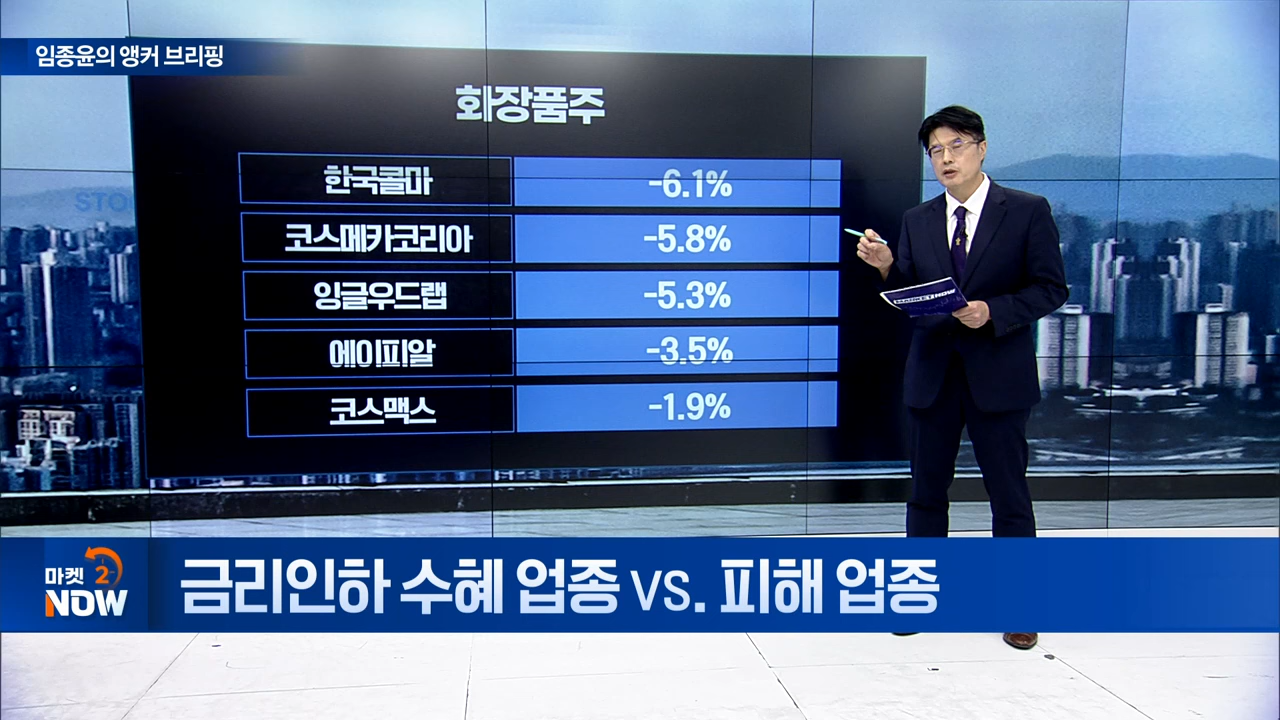 임종윤의 앵커 브리핑
화장품주
한국콜마 -6.1%
코스메카코리아 -5.8%
잉글우드랩 -5.3%
에이피알 -3.5%
코스맥스 -1.9%
STO
MARKET NOW
마켓 2
NOW
금리인하 수혜 업종 vs. 피해 업종